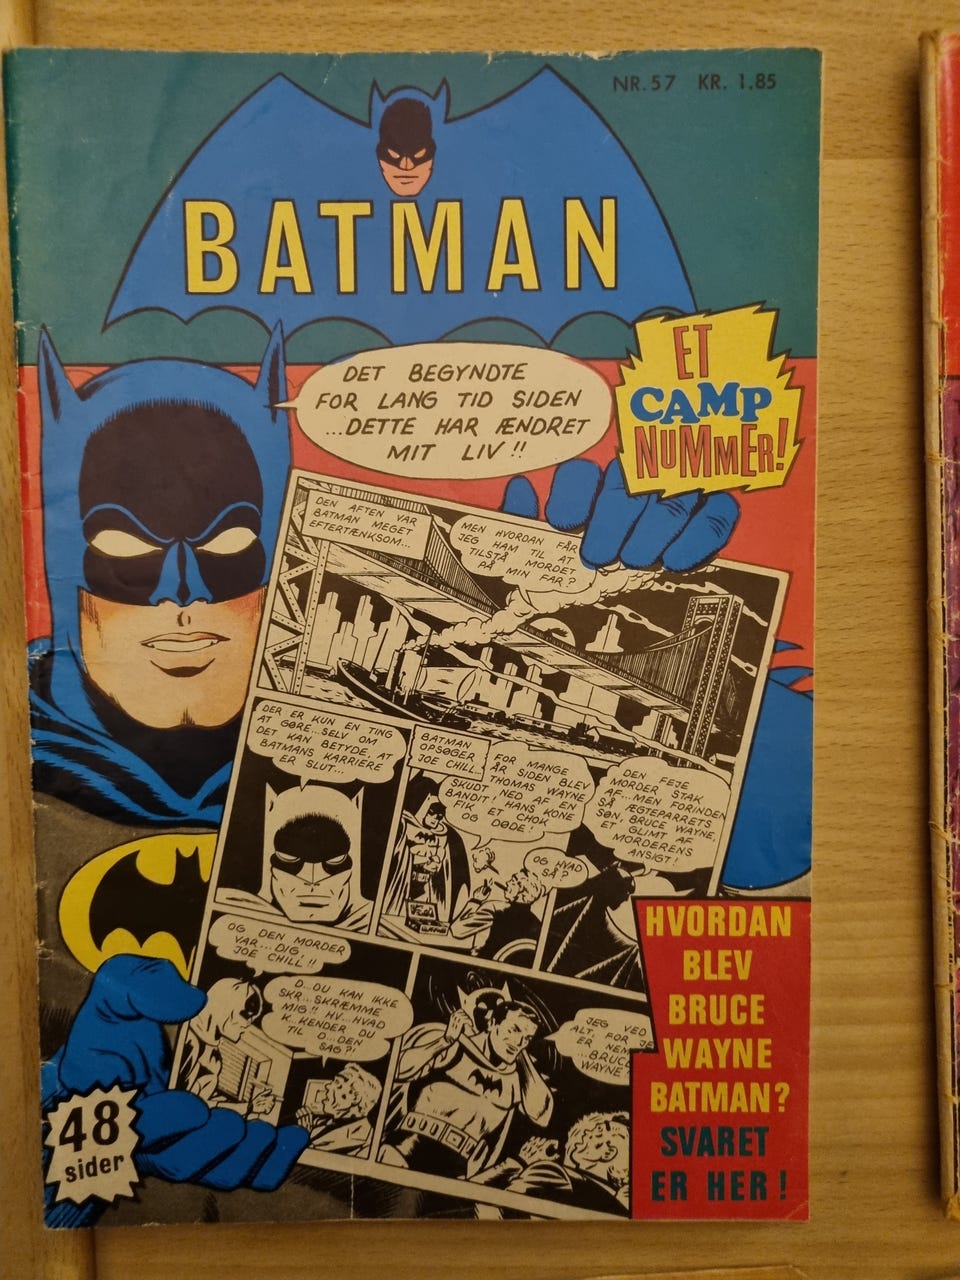 NR. 57 KR. 1,85
BATMAN
ET
CAMP
NUMMER!
DET BEGYNDTE
FOR LANG TID SIDEN
...DETTE HAR ÆNDRET
MIT LIV!!
DEN AFTEN VAR
BATMAN MEGET
EFTERTÆNKSOM...
MEN HVORDAN FÅR
JEG HAM TIL AT
TILSTÅ MORDET
PÅ MIN FAR?
DER ER KUN EN TING
AT GØRE...SELV OM
DET KAN BETYDE, AT
BATMANS KARRIERE
ER SLUT...
BATMAN
OPSØGER
JOE CHILL...
FOR MANGE
ÅR SIDEN BLEV
THOMAS WAYNE
SKUDT NED AF EN
BANDIT, HANS KONE
FIK ET CHOK
OG DØDE!
OG HVAD
SÅ?
DEN FEJE
MORDER STAK
AF...MEN FORINDEN
SÅ ÆGTEPARRETS
SØN, BRUCE WAYNE,
ET GLIMT AF
MORDERENS
ANSIGT!
OG DEN MORDER
VAR...DIG,
JOE CHILL!!
D...DU KAN IKKE
SKR...SKRÆMME
MIG!! HV...HVAD
K...KENDER DU
TIL D...DEN
SAG?!
JEG VED
ALT, FOR JE
ER NEM
...BRUCE
WAYNE
HVORDAN
BLEV
BRUCE
WAYNE
BATMAN?
SVARET
ER HER!
48
sider